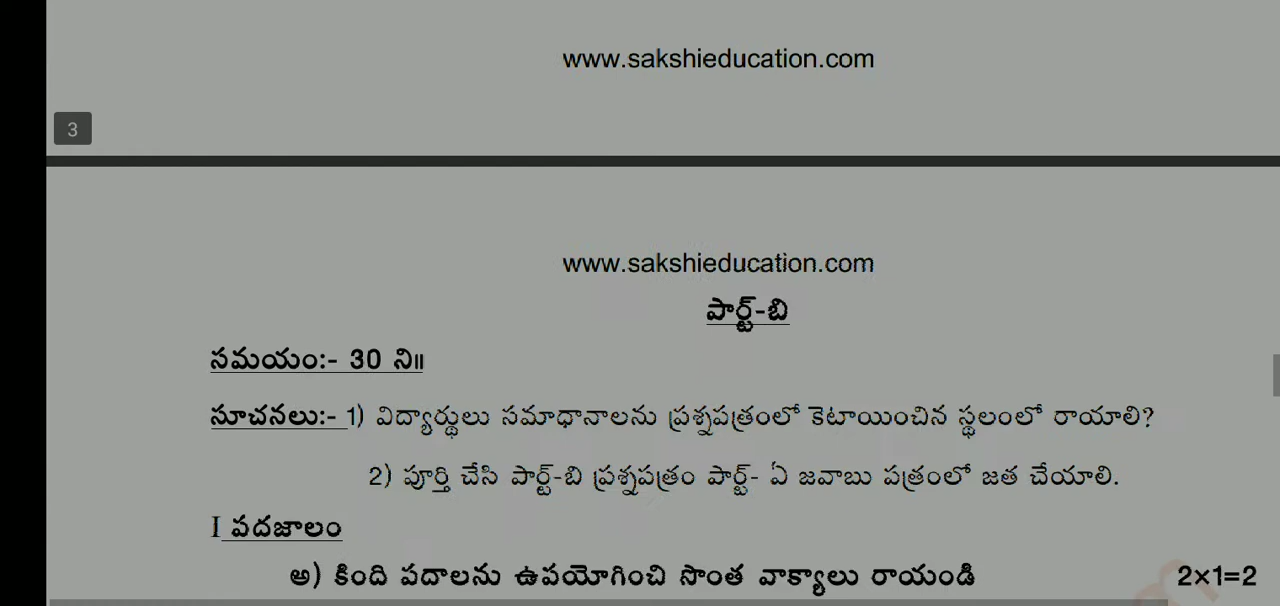 www.sakshieducation.com
3
www.sakshieducation.com
పార్ట్-బి
సమయం:- 30 ని॥
సూచనలు:- 1) విద్యార్థులు సమాధానాలను ప్రశ్నపత్రంలో కెటాయించిన స్థలంలో రాయాలి?
2) పూర్తి చేసి పార్ట్-బి ప్రశ్నపత్రం పార్ట్- ఏ జవాబు పత్రంలో జత చేయాలి.
I పదజాలం
అ) కింది పదాలను ఉపయోగించి సొంత వాక్యాలు రాయండి 2×1=2